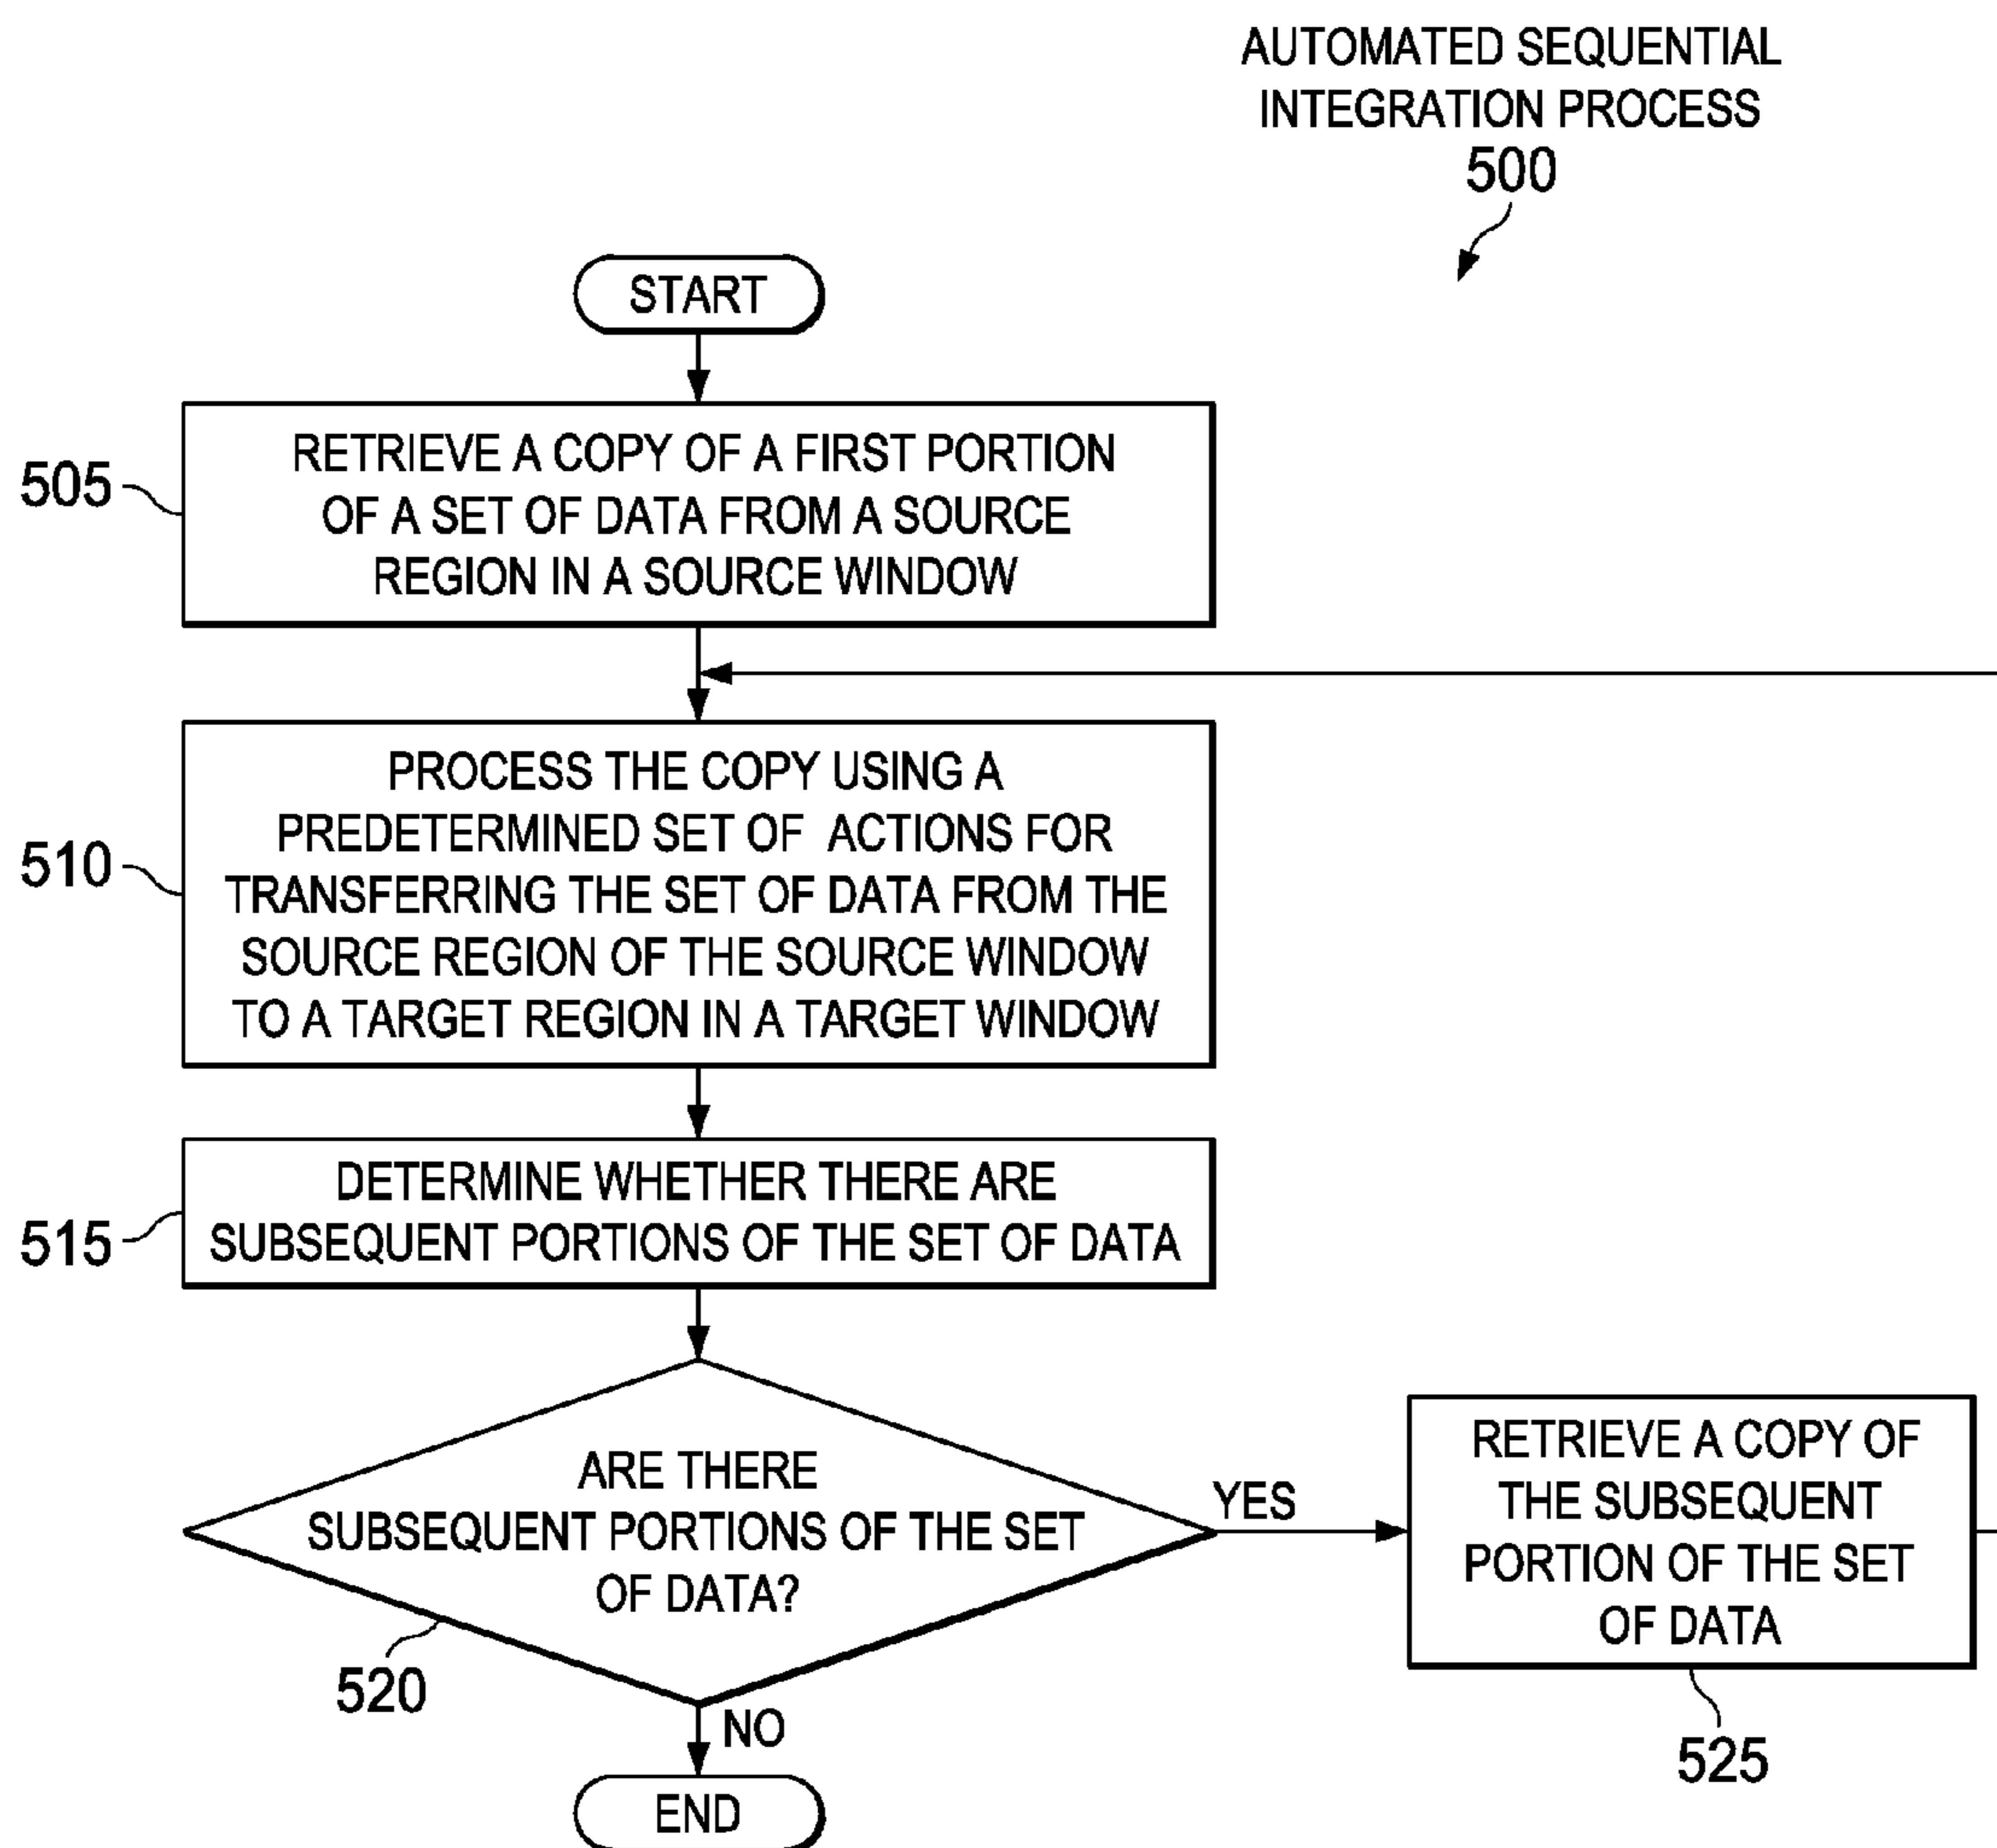 AUTOMATED SEQUENTIAL
INTEGRATION PROCESS
500
START
505
RETRIEVE A COPY OF A FIRST PORTION
OF A SET OF DATA FROM A SOURCE
REGION IN A SOURCE WINDOW
510
PROCESS THE COPY USING A
PREDETERMINED SET OF ACTIONS FOR
TRANSFERRING THE SET OF DATA FROM THE
SOURCE REGION OF THE SOURCE WINDOW
TO A TARGET REGION IN A TARGET WINDOW
515
DETERMINE WHETHER THERE ARE
SUBSEQUENT PORTIONS OF THE SET OF DATA
ARE THERE
SUBSEQUENT PORTIONS OF THE SET
OF DATA?
520
YES
RETRIEVE A COPY OF
THE SUBSEQUENT
PORTION OF THE SET
OF DATA
525
NO
END